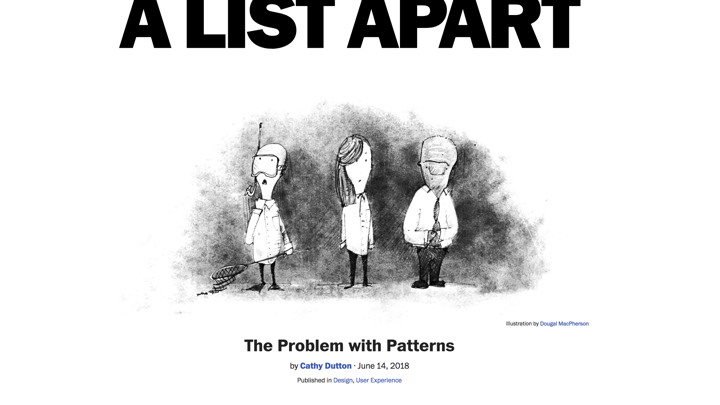 A LIST APART
Illustration by Dougal MacPherson
The Problem with Patterns
by Cathy Dutton · June 14, 2018
Published in Design, User Experience